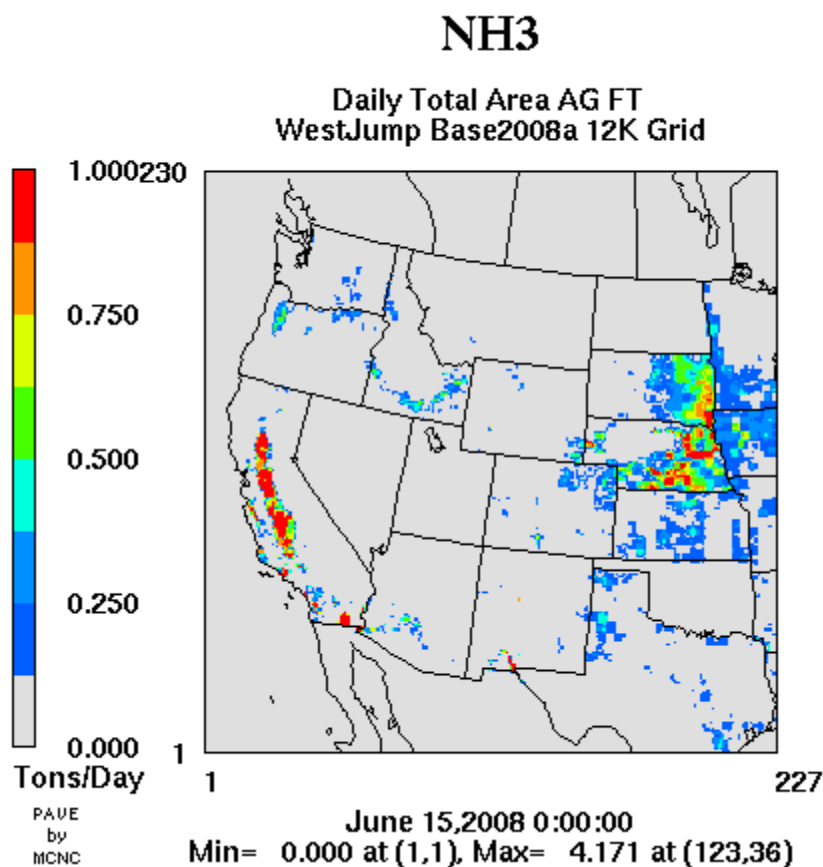 NH3
Daily Total Area AG FT
WestJump Base2008a 12K Grid
1.000
0.750
0.500
0.250
0.000
Tons/Day
230
1
1
227
PAVE
by
MCNC
June 15,2008 0:00:00
Min= 0.000 at (1,1), Max= 4.171 at (123,36)